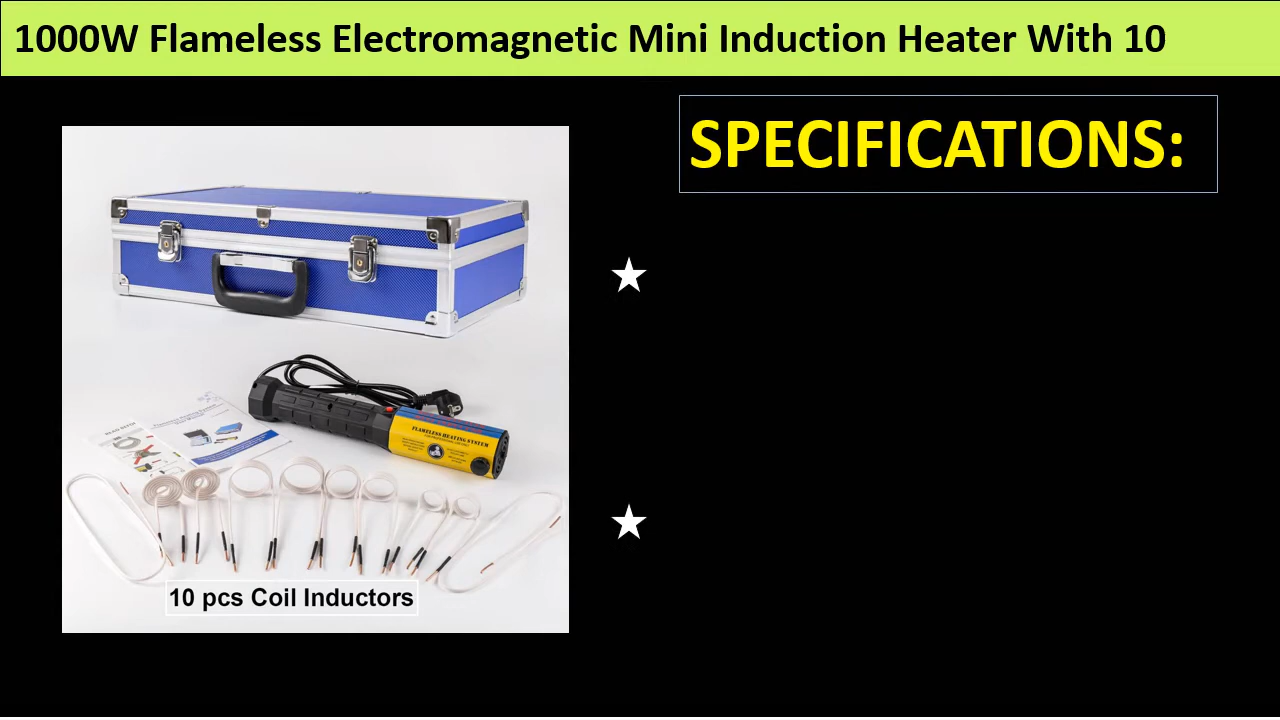 1000W Flameless Electromagnetic Mini Induction Heater With 10
SPECIFICATIONS:
FLAMELESS HEATING SYSTEM
10 pcs Coil Inductors